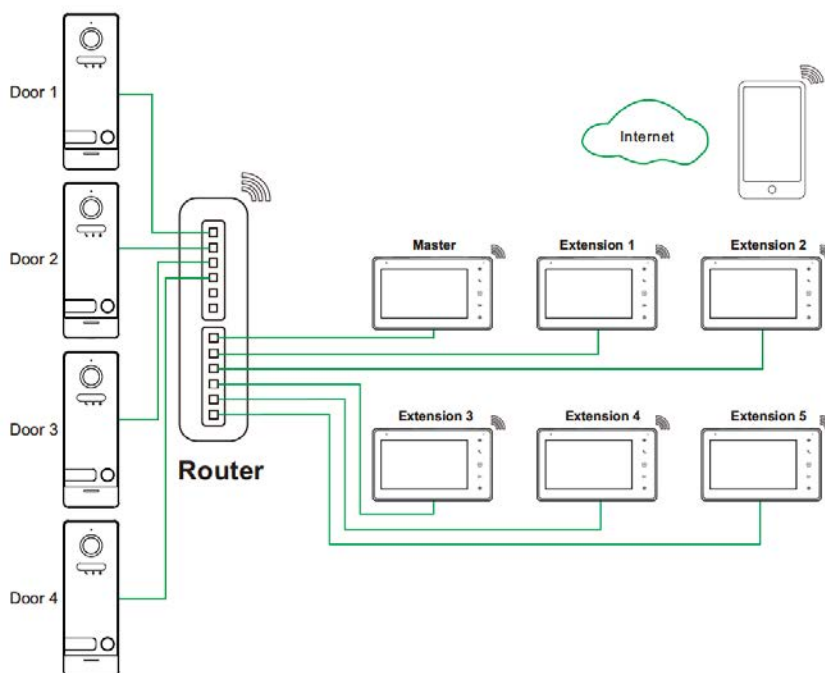 Door 1
Internet
Door 2
Master
Extension 1
Extension 2
Door 3
Extension 3
Extension 4
Extension 5
Router
Door 4